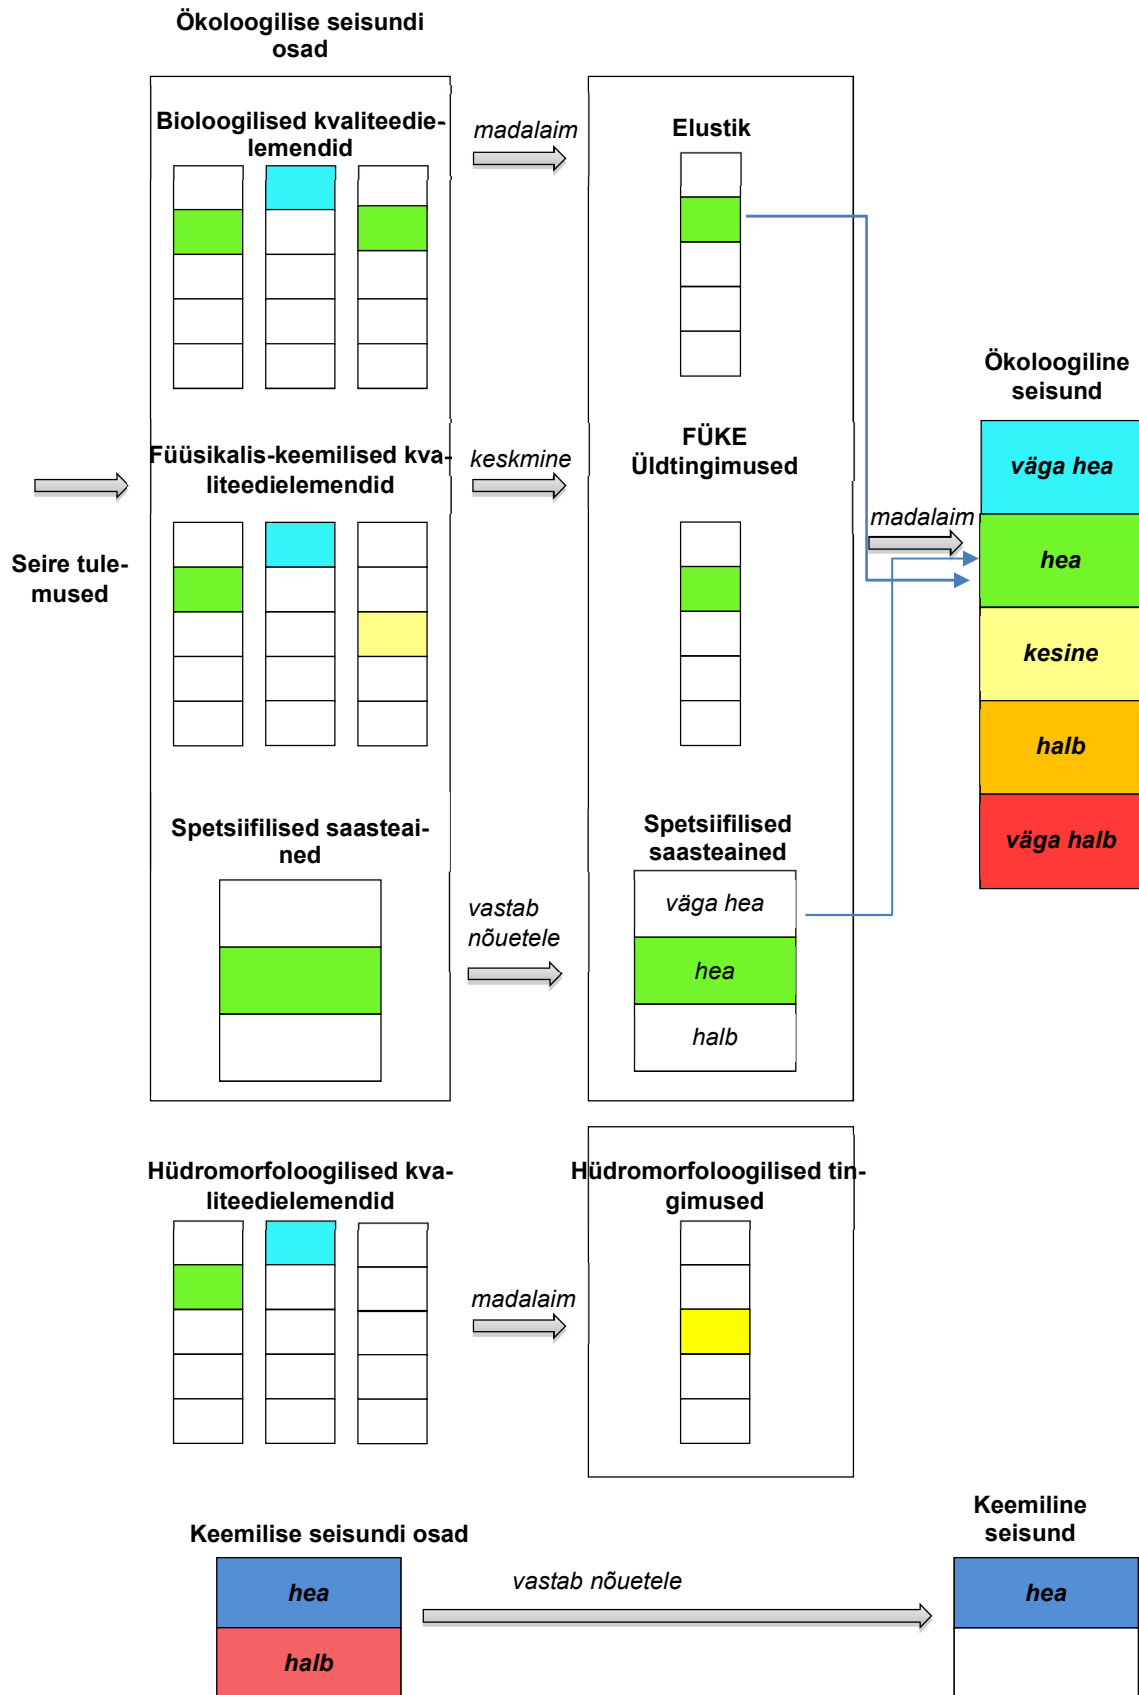 Ökoloogilise seisundi
osad
Bioloogilised kvaliteedie-
lemendid
madalaim
Elustik
Ökoloogiline
seisund
väga hea
hea
kesine
halb
väga halb
Füüsikalis-keemilised kva-
liteedielemendid
keskmine
FÜKE
Üldtingimused
madalaim
Seire tule-
mused
Spetsiifilised saasteai-
ned
vastab
nõuetele
Spetsiifilised
saasteained
väga hea
hea
halb
Hüdromorfoloogilised kva-
liteedielemendid
madalaim
Hüdromorfoloogilised tin-
gimused
Keemilise seisundi osad
hea
halb
vastab nõuetele
Keemiline
seisund
hea